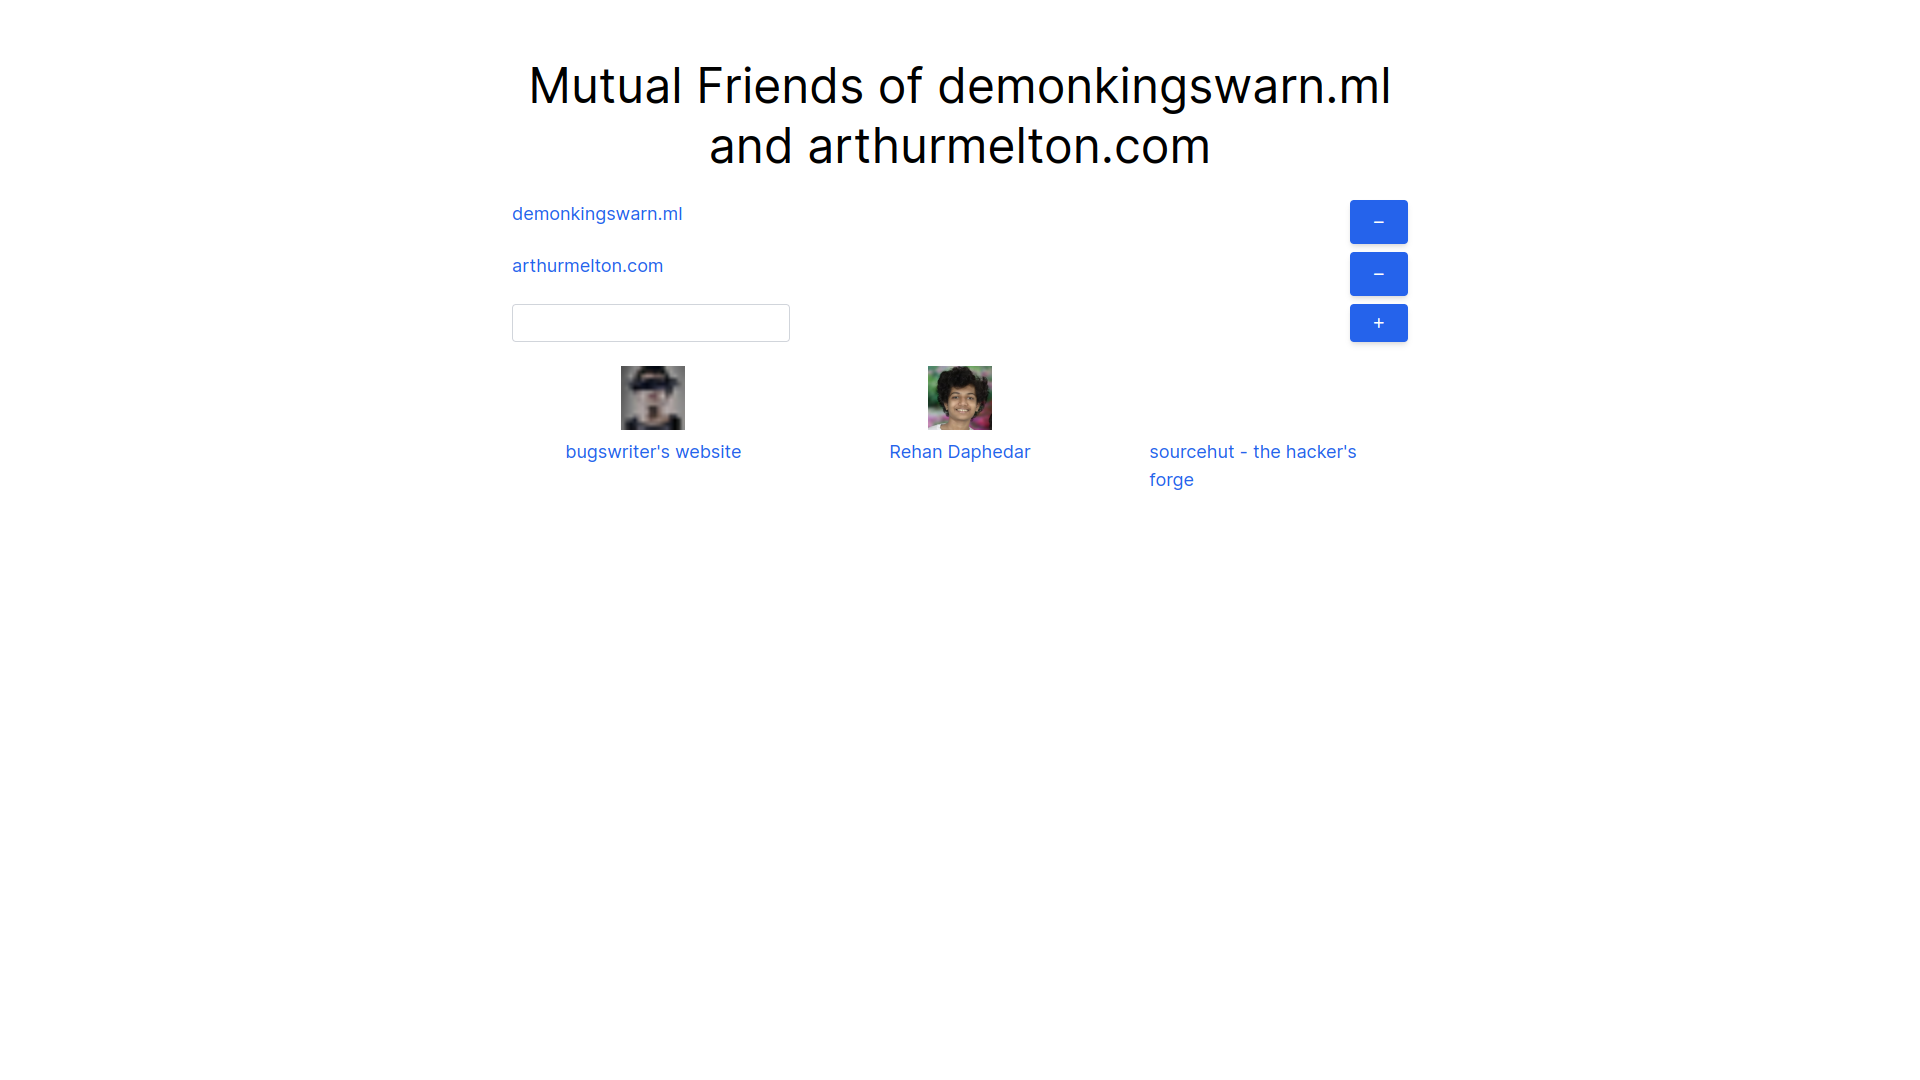 Mutual Friends of demonkingswarn.ml
and arthurmelton.com
demonkingswarn.ml
−
arthurmelton.com
−
+
bugswriter's website
Rehan Daphedar
sourcehut - the hacker's
forge